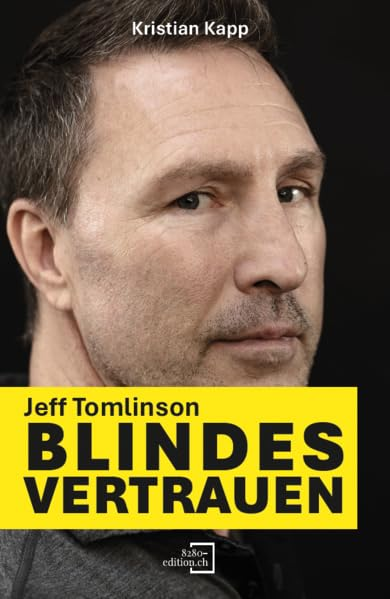 Kristian Kapp
Jeff Tomlinson
BLINDES
VERTRAUEN
8280-
edition.ch